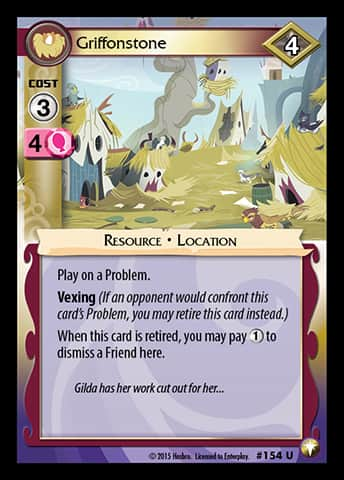 Griffonstone
4
COST
3
4
RESOURCE • LOCATION
Play on a Problem.
Vexing (If an opponent would confront this
card's Problem, you may retire this card instead.)
When this card is retired, you may pay 1 to
dismiss a Friend here.
Gilda has her work cut out for her...
© 2015 Hasbro. Licensed to Enterplay. #154 U